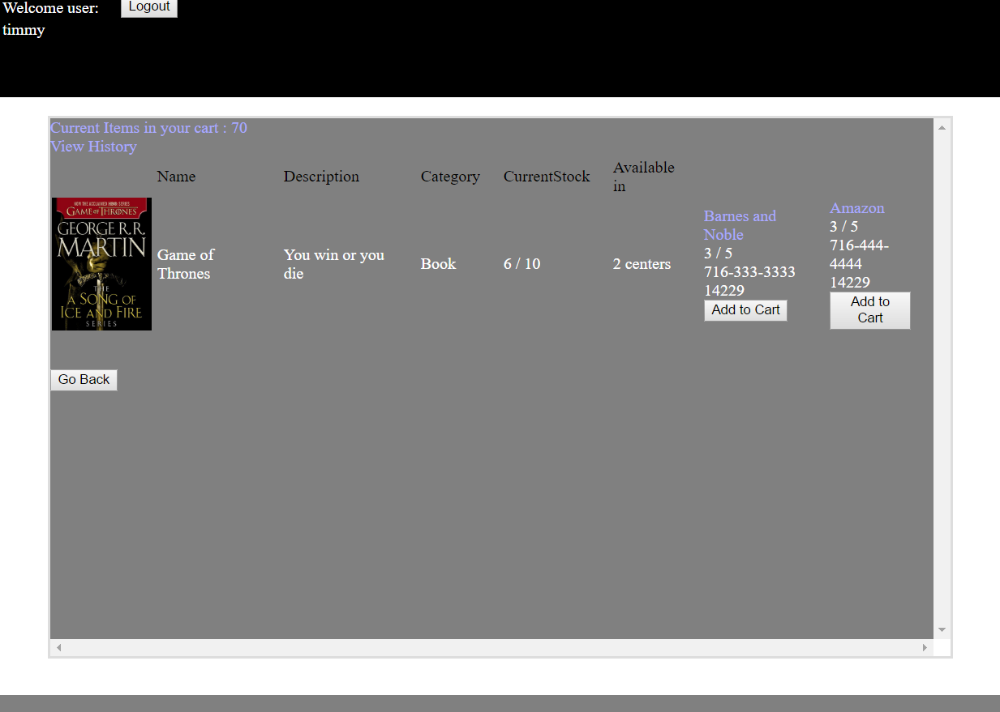 Welcome user:
Logout
timmy
Current Items in your cart : 70
View History
Name
Description
Category
CurrentStock
Available
in
NOW THE ACCLAIMED HBO SERIES
GAME OF THRONES
GEORGE R.R.
MARTIN
THE
A SONG OF
ICE AND FIRE
SERIES
Game of
Thrones
You win or you
die
Book
6 / 10
2 centers
Barnes and
Noble
3 / 5
716-333-3333
14229
Add to Cart
Amazon
3 / 5
716-444-
4444
14229
Add to
Cart
Go Back